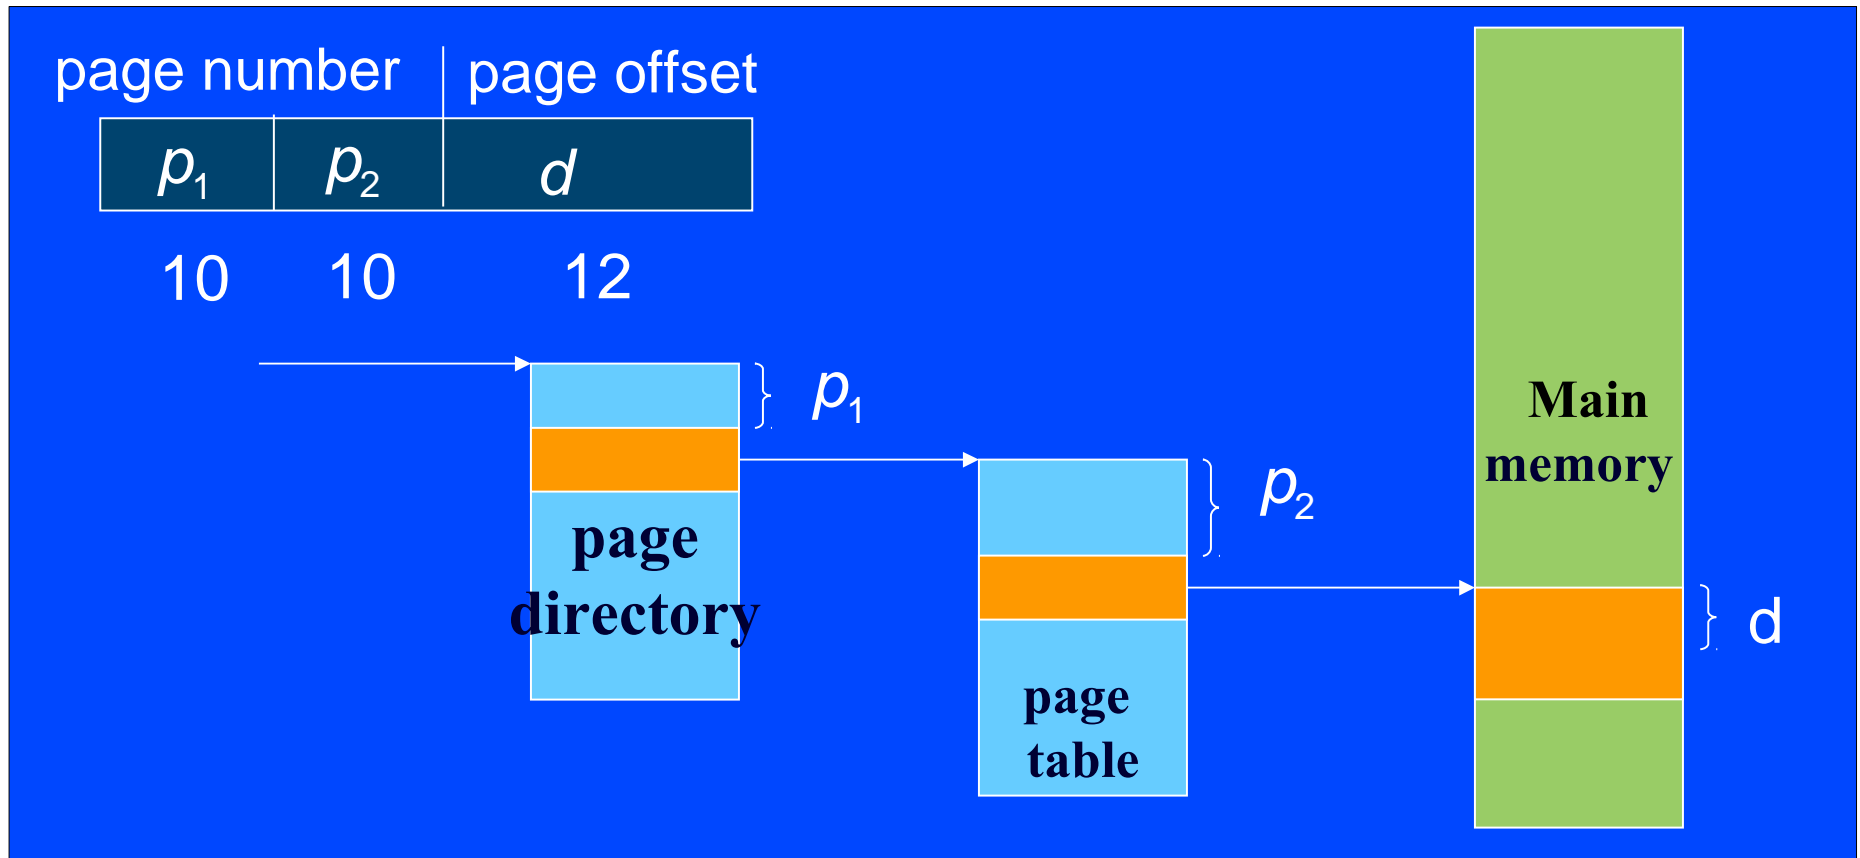 page number page offset
p1 p2 d
10 10 12
p1
page
directory
p2
page
table
Main
memory
d